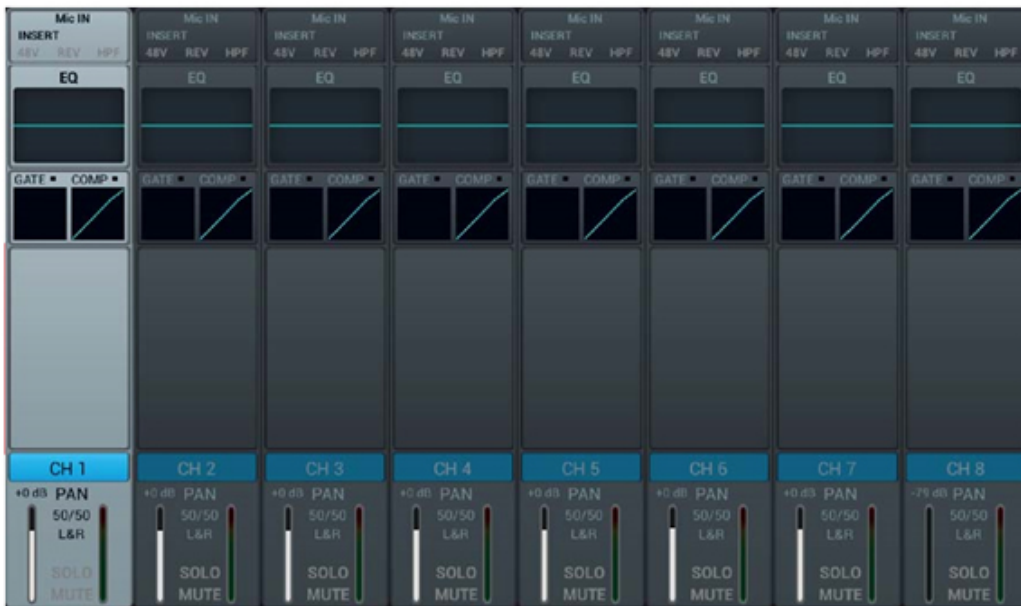 Mic IN Mic IN Mic IN Mic IN Mic IN Mic IN Mic IN Mic IN
INSERT INSERT INSERT INSERT INSERT INSERT INSERT INSERT
48V REV HPF 48V REV HPF 48V REV HPF 48V REV HPF 48V REV HPF 48V REV HPF 48V REV HPF 48V REV HPF
EQ EQ EQ EQ EQ EQ EQ EQ
GATE COMP GATE COMP GATE COMP GATE COMP GATE COMP GATE COMP GATE COMP GATE COMP
CH 1 CH 2 CH 3 CH 4 CH 5 CH 6 CH 7 CH 8
+0 dB PAN +0 dB PAN +0 dB PAN +0 dB PAN +0 dB PAN +0 dB PAN +0 dB PAN -79 dB PAN
50/50 50/50 50/50 50/50 50/50 50/50 50/50 50/50
L&R L&R L&R L&R L&R L&R L&R L&R
SOLO SOLO SOLO SOLO SOLO SOLO SOLO SOLO
MUTE MUTE MUTE MUTE MUTE MUTE MUTE MUTE